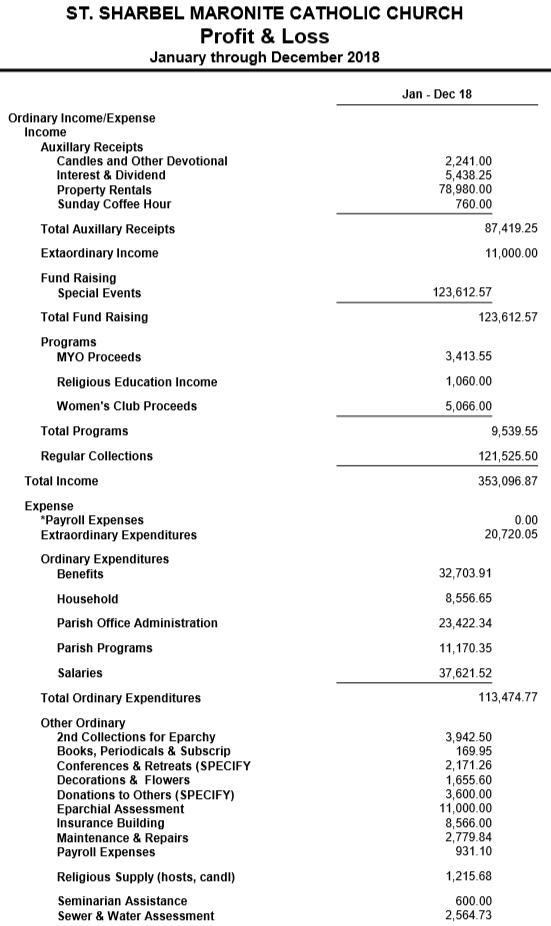 ST. SHARBEL MARONITE CATHOLIC CHURCH
Profit & Loss
January through December 2018
Jan - Dec 18
Ordinary Income/Expense
Income
Auxillary Receipts
Candles and Other Devotional 2,241.00
Interest & Dividend 5,438.25
Property Rentals 78,980.00
Sunday Coffee Hour 760.00
Total Auxillary Receipts 87,419.25
Extaordinary Income 11,000.00
Fund Raising
Special Events 123,612.57
Total Fund Raising 123,612.57
Programs
MYO Proceeds 3,413.55
Religious Education Income 1,060.00
Women's Club Proceeds 5,066.00
Total Programs 9,539.55
Regular Collections 121,525.50
Total Income 353,096.87
Expense
*Payroll Expenses 0.00
Extraordinary Expenditures 20,720.05
Ordinary Expenditures
Benefits 32,703.91
Household 8,556.65
Parish Office Administration 23,422.34
Parish Programs 11,170.35
Salaries 37,621.52
Total Ordinary Expenditures 113,474.77
Other Ordinary
2nd Collections for Eparchy 3,942.50
Books, Periodicals & Subscrip 169.95
Conferences & Retreats (SPECIFY 2,171.26
Decorations & Flowers 1,655.60
Donations to Others (SPECIFY) 3,600.00
Eparchial Assessment 11,000.00
Insurance Building 8,566.00
Maintenance & Repairs 2,779.84
Payroll Expenses 931.10
Religious Supply (hosts, candl) 1,215.68
Seminarian Assistance 600.00
Sewer & Water Assessment 2,564.73